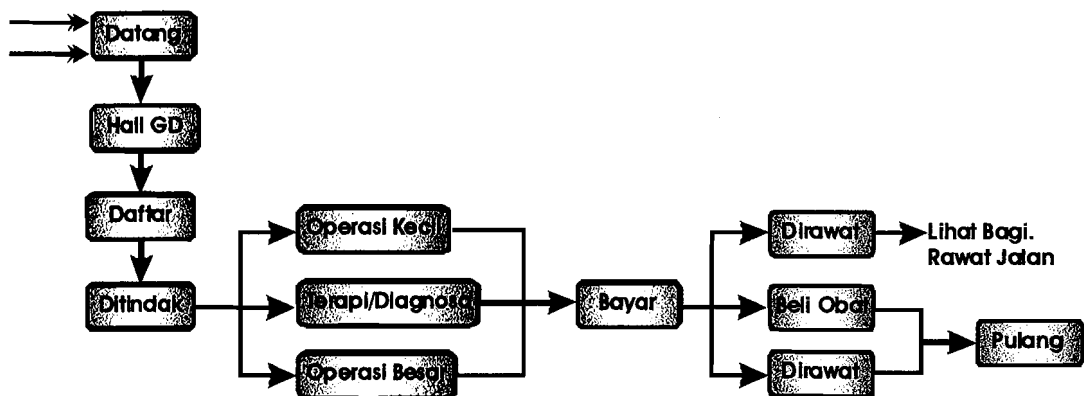 Datang
Hall GD
Daftar
Ditindak
Operasi Kecil
Terapi/Diagnosa
Operasi Besar
Bayar
Dirawat
Lihat Bagi.
Rawat Jalan
Beli Obat
Dirawat
Pulang